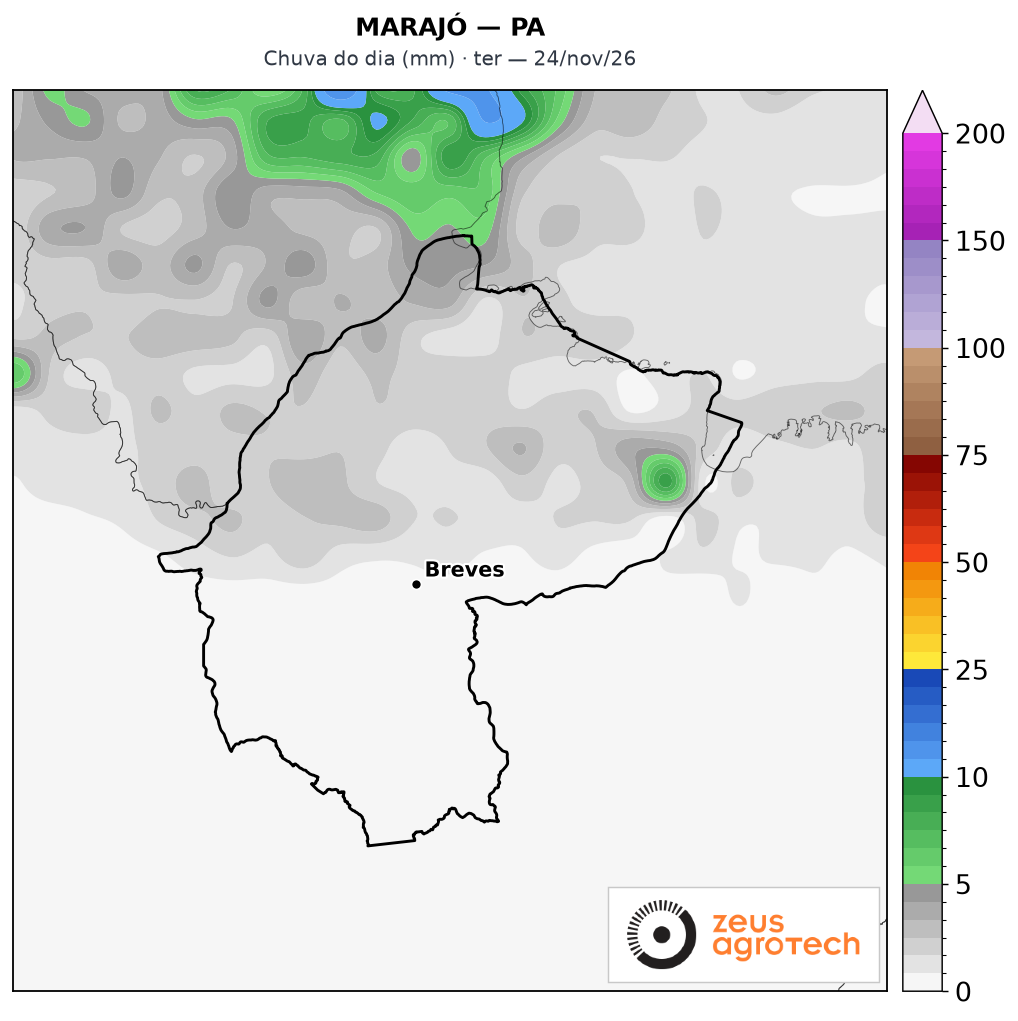 MARAJÓ — PA
Chuva do dia (mm) · ter — 24/nov/26
200
150
100
75
50
25
10
5
0
Breves
zeus
agrotech